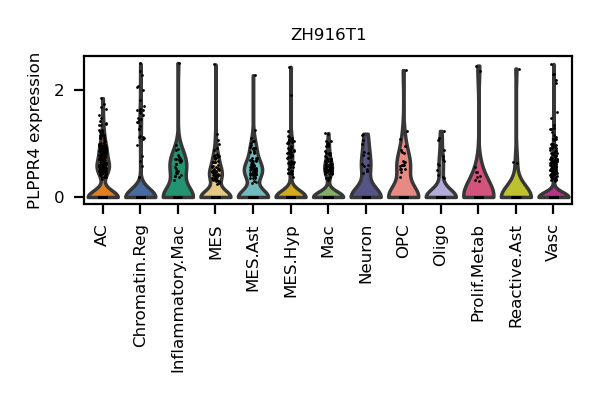 ZH916T1
PLPPR4 expression
2
0
AC
Chromatin.Reg
Inflammatory.Mac
MES
MES.Ast
MES.Hyp
Mac
Neuron
OPC
Oligo
Prolif.Metab
Reactive.Ast
Vasc